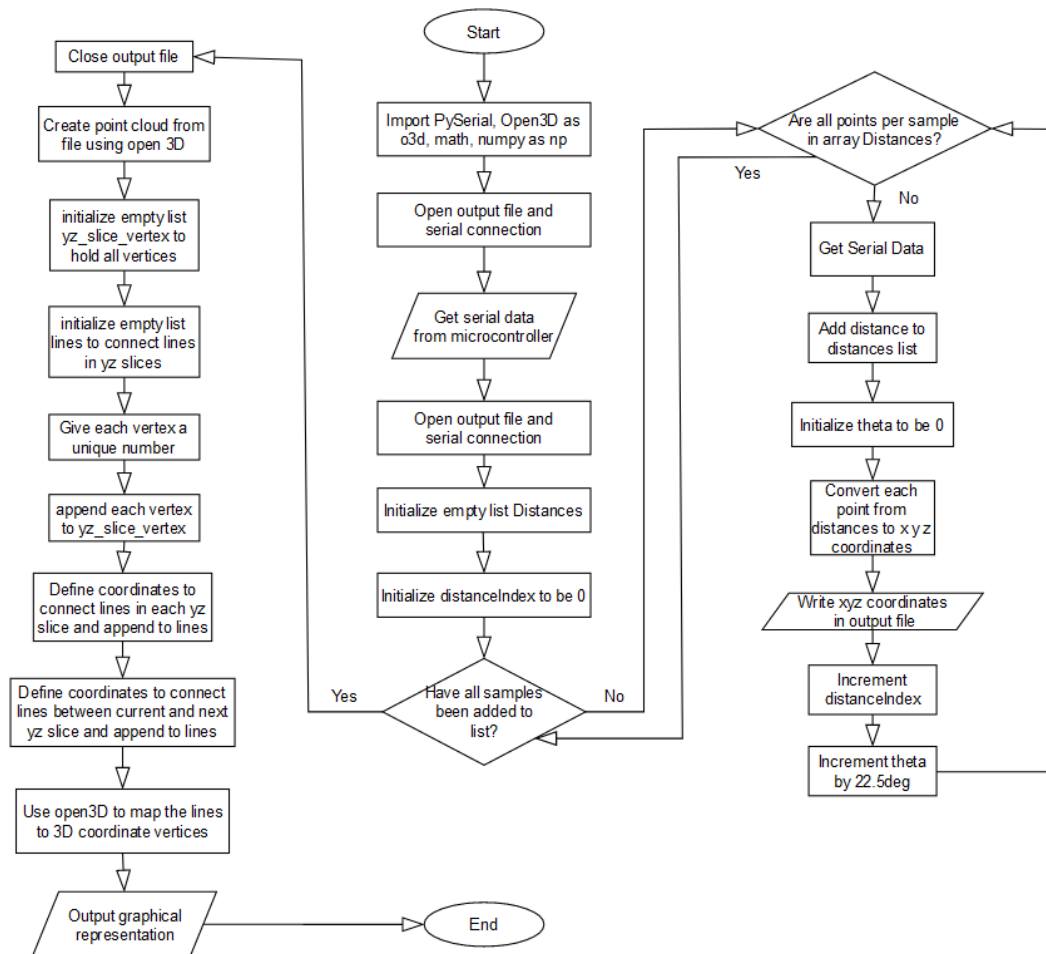 Start
Import PySerial, Open3D as
o3d, math, numpy as np
Open output file and
serial connection
Get serial data
from microcontroller
Open output file and
serial connection
Initialize empty list Distances
Initialize distanceIndex to be 0
Have all samples
been added to
list?
Yes
No
Close output file
Create point cloud from
file using open 3D
initialize empty list
yz_slice_vertex to
hold all vertices
initialize empty list
lines to connect lines
in yz slices
Give each vertex a
unique number
append each vertex
to yz_slice_vertex
Define coordinates to
connect lines in each yz
slice and append to lines
Define coordinates to connect
lines between current and next
yz slice and append to lines
Use open3D to map the lines
to 3D coordinate vertices
Output graphical
representation
End
Are all points per sample
in array Distances?
Yes
No
Get Serial Data
Add distance to
distances list
Initialize theta to be 0
Convert each
point from
distances to x y z
coordinates
Write xyz coordinates
in output file
Increment
distanceIndex
Increment theta
by 22.5deg